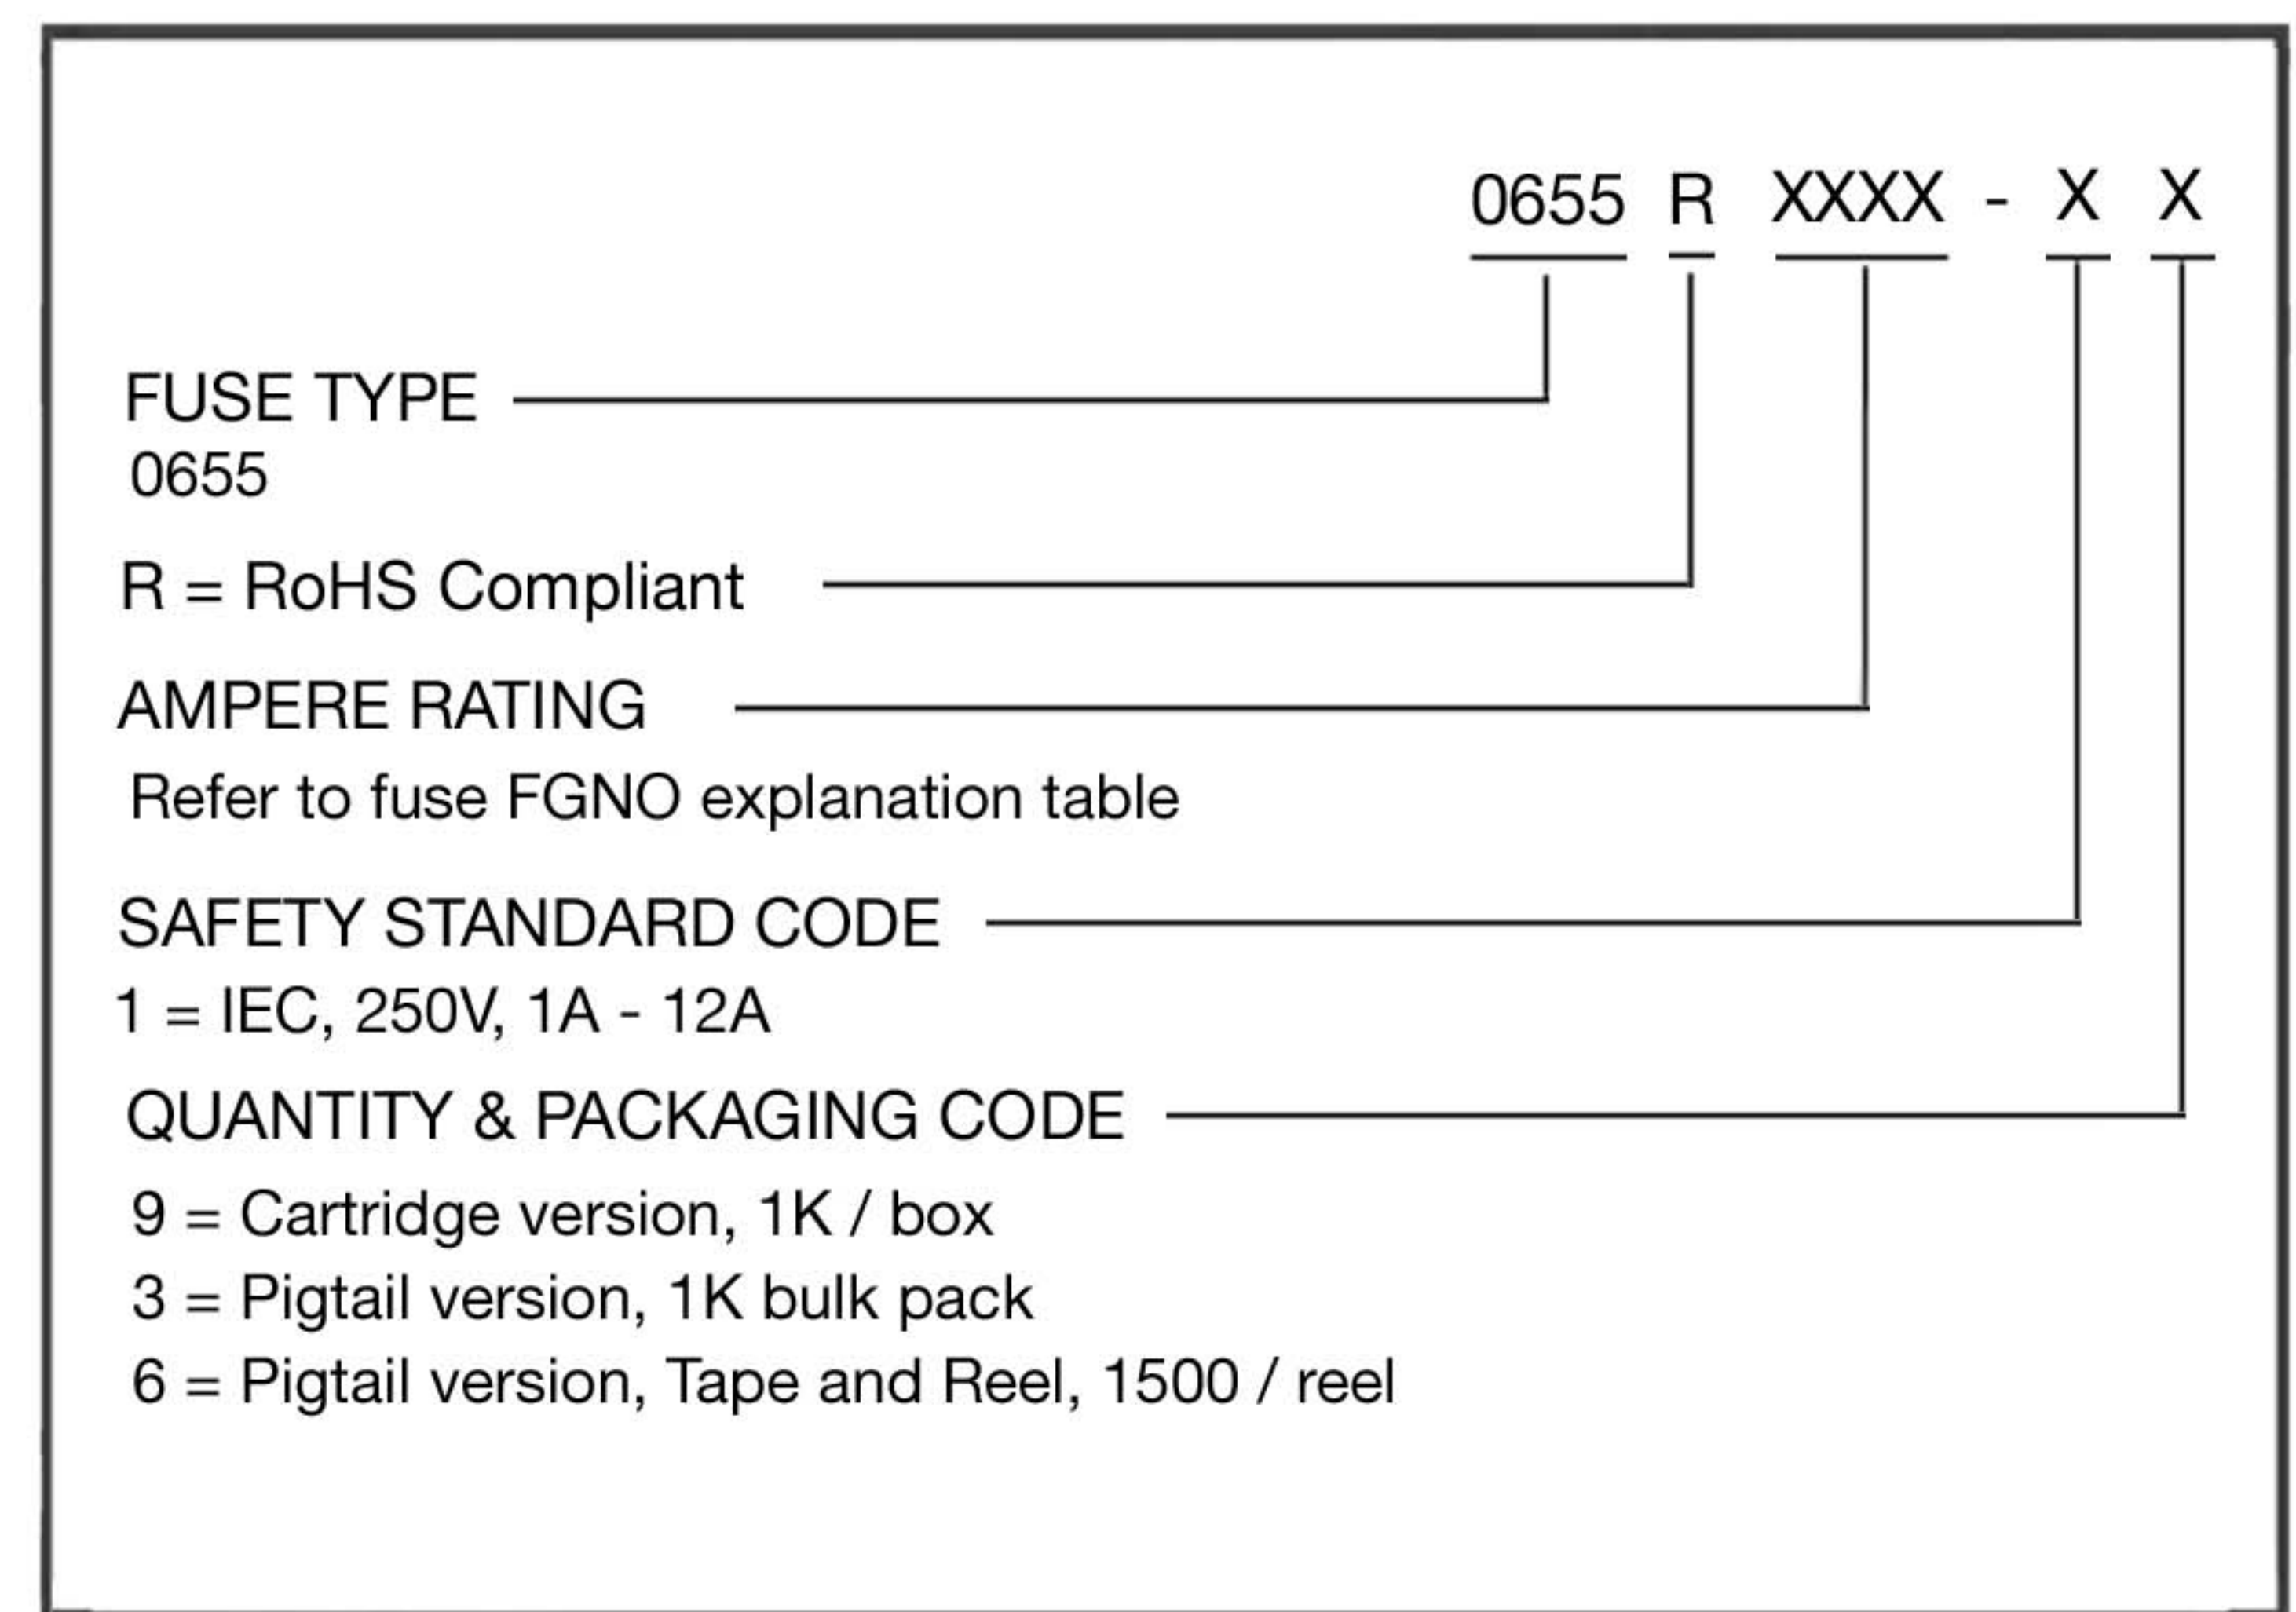 0655 R XXXX - X X
FUSE TYPE
0655
R = RoHS Compliant
AMPERE RATING
Refer to fuse FGNO explanation table
SAFETY STANDARD CODE
1 = IEC, 250V, 1A - 12A
QUANTITY & PACKAGING CODE
9 = Cartridge version, 1K / box
3 = Pigtail version, 1K bulk pack
6 = Pigtail version, Tape and Reel, 1500 / reel